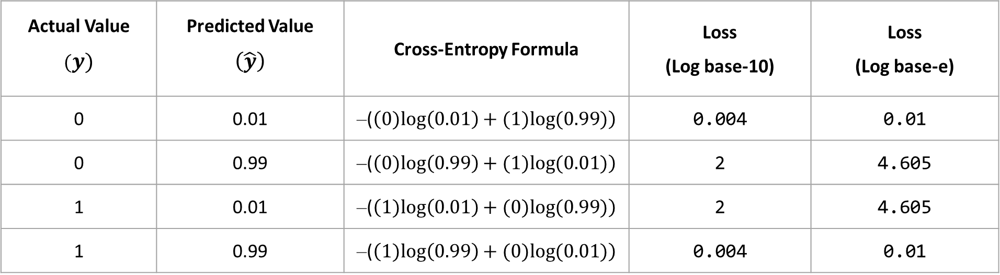 Actual Value (y) Predicted Value (ŷ) Cross-Entropy Formula Loss (Log base-10) Loss (Log base-e)
0 0.01 –((0)log(0.01) + (1)log(0.99)) 0.004 0.01
0 0.99 –((0)log(0.99) + (1)log(0.01)) 2 4.605
1 0.01 –((1)log(0.01) + (0)log(0.99)) 2 4.605
1 0.99 –((1)log(0.99) + (0)log(0.01)) 0.004 0.01